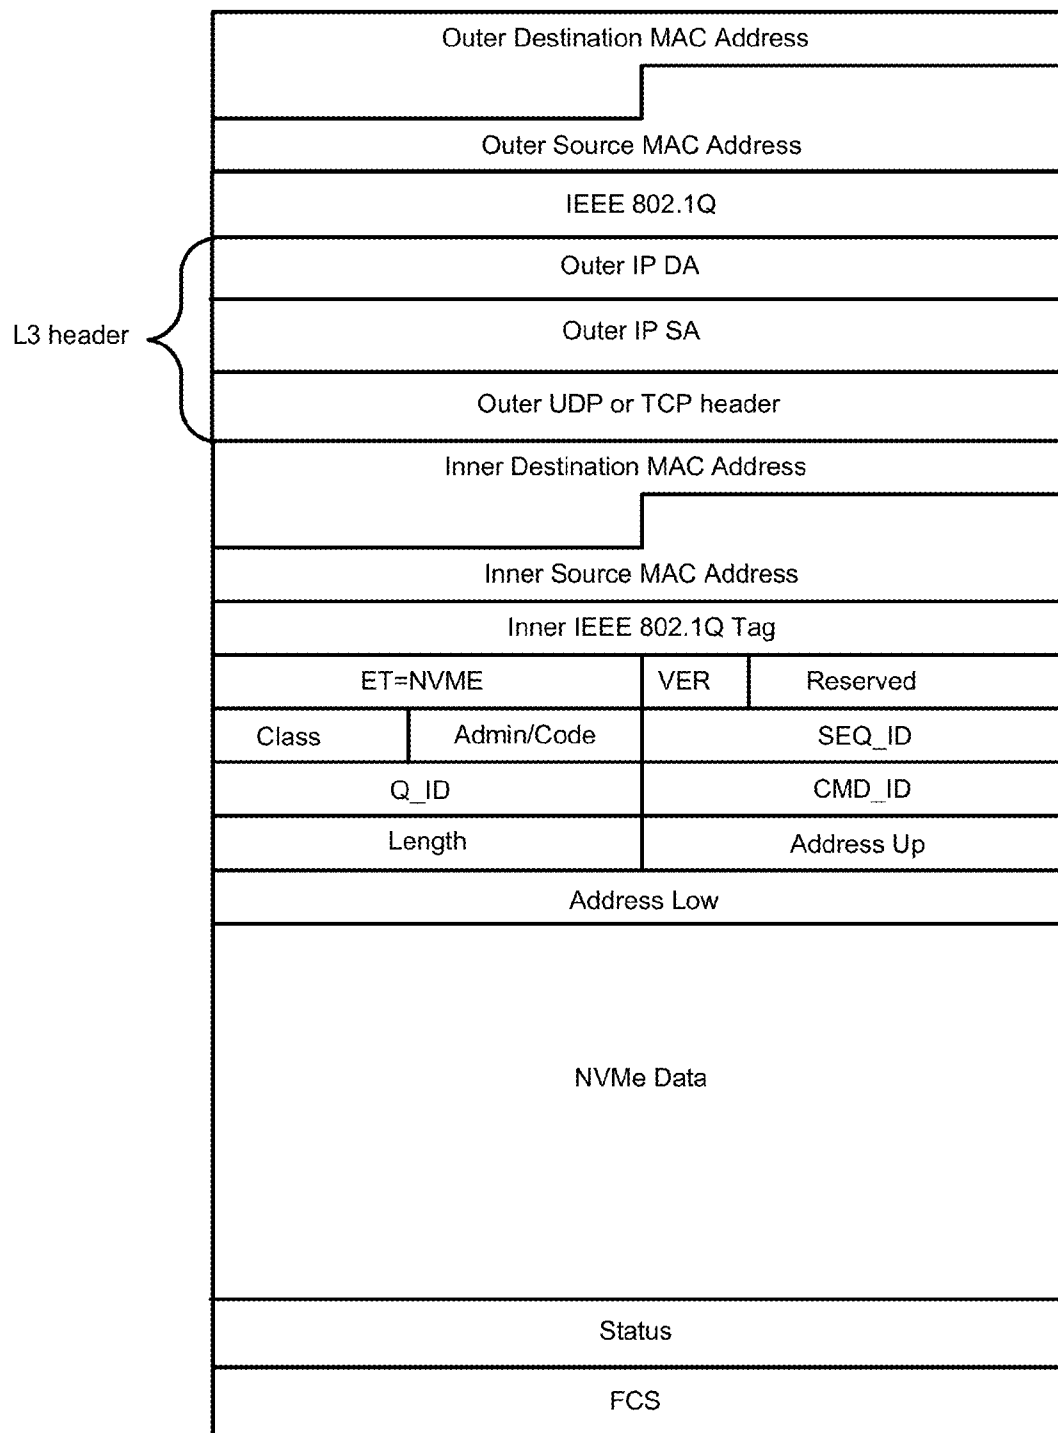 Outer Destination MAC Address
Outer Source MAC Address
IEEE 802.1Q
Outer IP DA
L3 header
Outer IP SA
Outer UDP or TCP header
Inner Destination MAC Address
Inner Source MAC Address
Inner IEEE 802.1Q Tag
ET=NVME VER Reserved
Class Admin/Code SEQ_ID
Q_ID CMD_ID
Length Address Up
Address Low
NVMe Data
Status
FCS